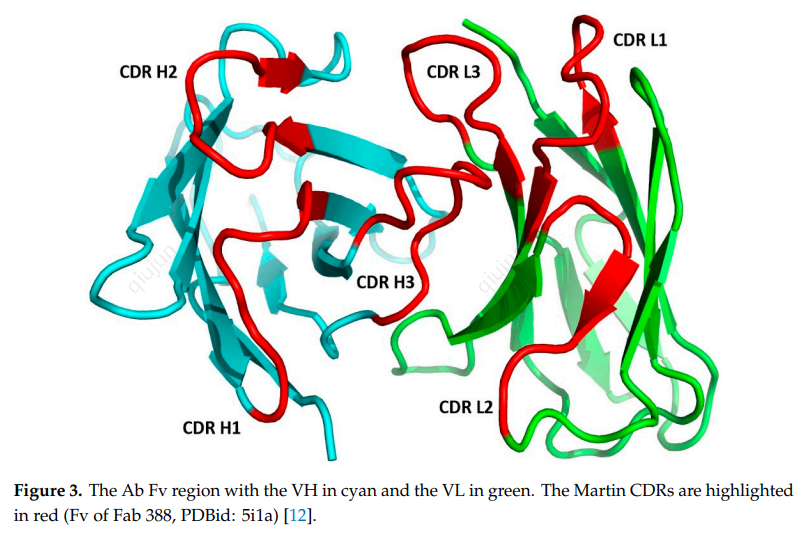 CDR H2
CDR L3
CDR L1
CDR H3
CDR L2
CDR H1
qiujun
qiujun
Figure 3. The Ab Fv region with the VH in cyan and the VL in green. The Martin CDRs are highlighted
in red (Fv of Fab 388, PDBid: 5i1a) [12].